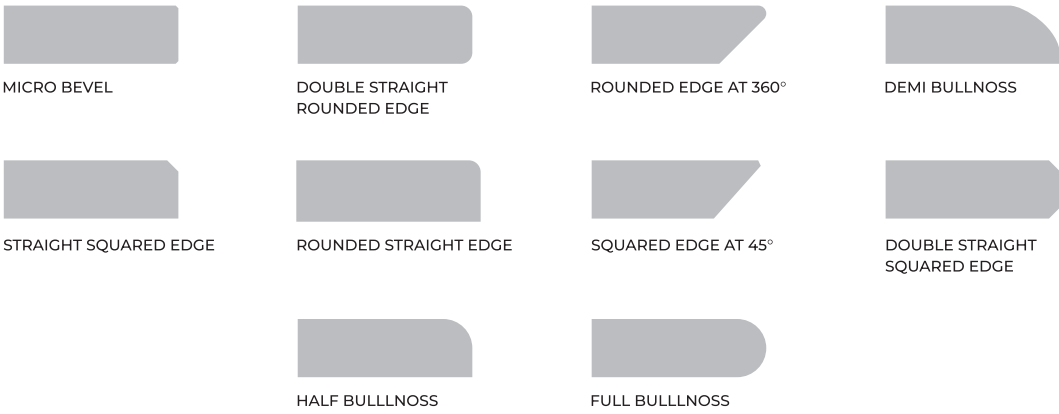 MICRO BEVEL
DOUBLE STRAIGHT
ROUNDED EDGE
ROUNDED EDGE AT 360°
DEMI BULLNOSS
STRAIGHT SQUARED EDGE
ROUNDED STRAIGHT EDGE
SQUARED EDGE AT 45°
DOUBLE STRAIGHT
SQUARED EDGE
HALF BULLLNOSS
FULL BULLLNOSS